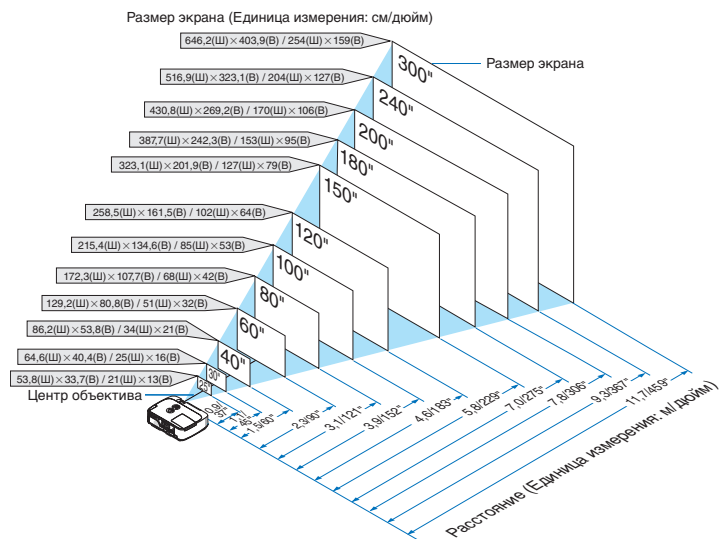 Размер экрана (Единица измерения: см/дюйм)
646,2(Ш)×403,9(В) / 254(Ш)×159(В)
300"
Размер экрана
516,9(Ш)×323,1(В) / 204(Ш)×127(В)
240"
430,8(Ш)×269,2(В) / 170(Ш)×106(В)
200"
387,7(Ш)×242,3(В) / 153(Ш)×95(В)
180"
323,1(Ш)×201,9(В) / 127(Ш)×79(В)
150"
258,5(Ш)×161,5(В) / 102(Ш)×64(В)
120"
215,4(Ш)×134,6(В) / 85(Ш)×53(В)
100"
172,3(Ш)×107,7(В) / 68(Ш)×42(В)
80"
129,2(Ш)×80,8(В) / 51(Ш)×32(В)
60"
86,2(Ш)×53,8(В) / 34(Ш)×21(В)
40"
64,6(Ш)×40,4(В) / 25(Ш)×16(В)
30"
53,8(Ш)×33,7(В) / 21(Ш)×13(В)
25"
Центр объектива
0,9/
37"
45"
1,5/60"
2,3/90"
3,1/121"
3,9/152"
4,6/183"
5,8/229"
7,0/275"
7,8/306"
9,3/367"
11,7/459"
Расстояние (Единица измерения: м/дюйм)